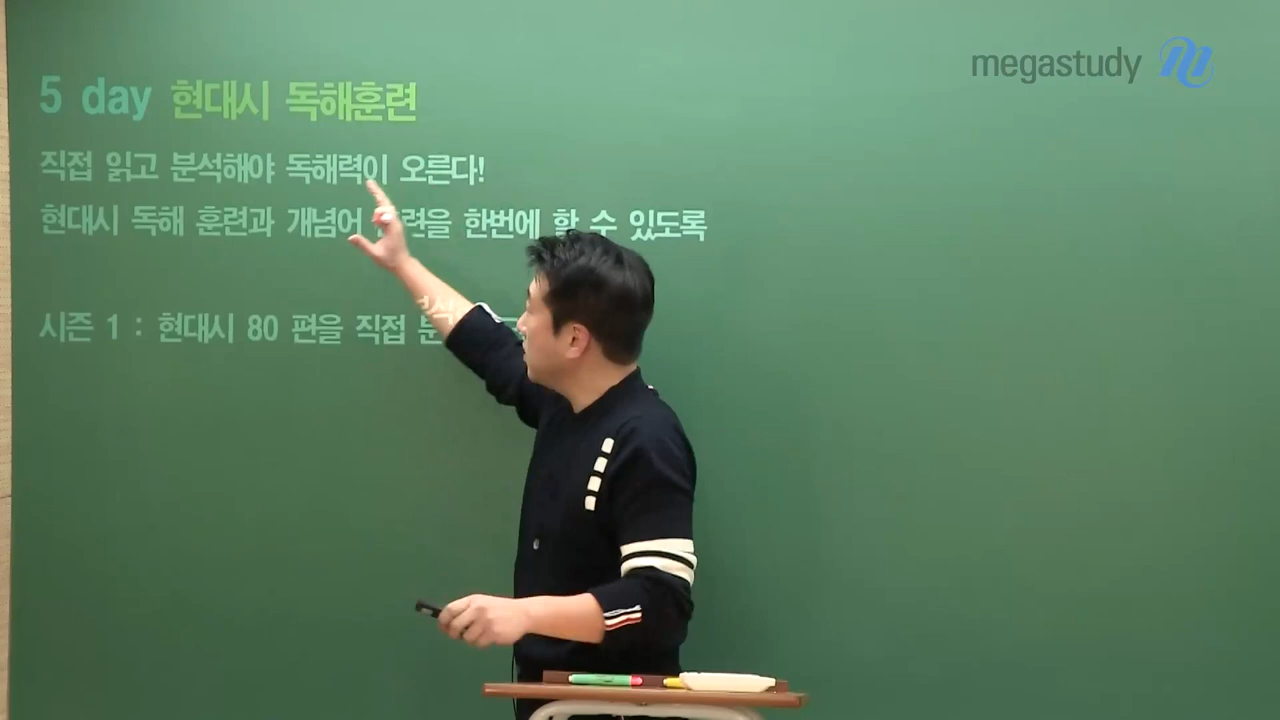 megastudy
5 day 현대시 독해훈련
직접 읽고 분석해야 독해력이 오른다!
현대시 독해 훈련과 개념어 한번에 할 수 있도록
시즌 1 : 현대시 80 편을 직접